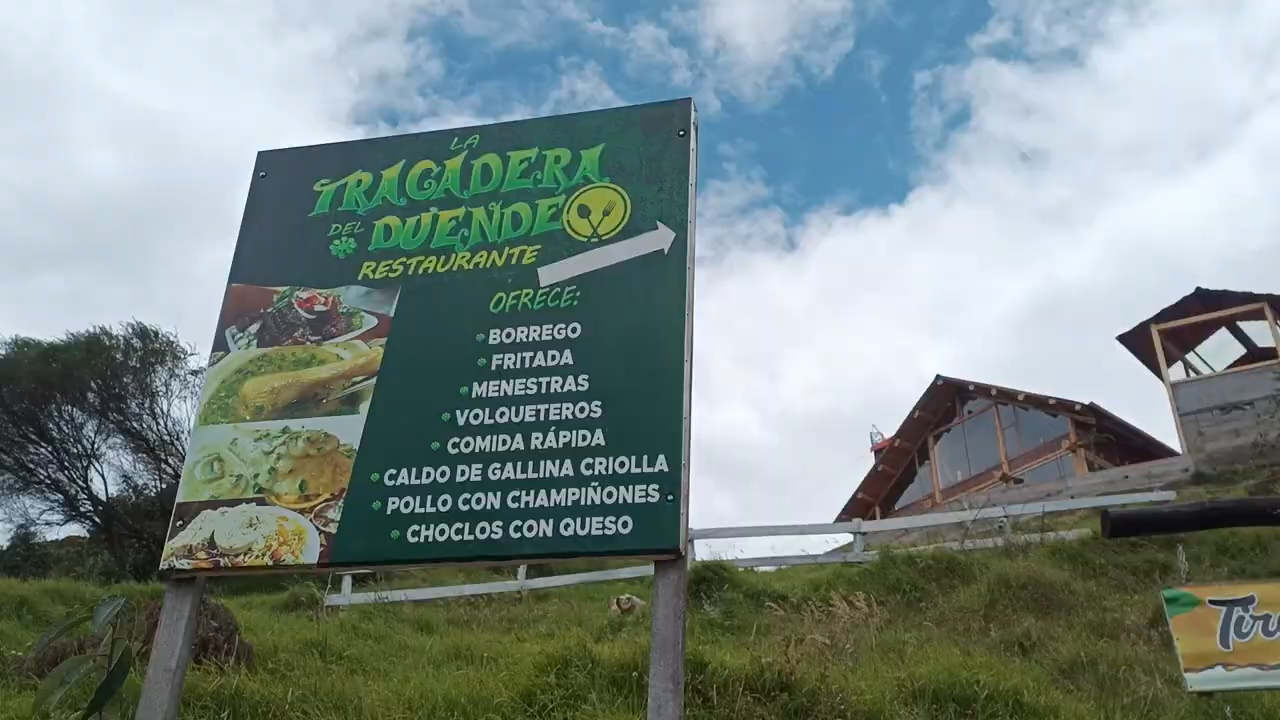 LA
TRAGADERA
DEL DUENDE
RESTAURANTE
OFRECE:
BORREGO
FRITADA
MENESTRAS
VOLQUETEROS
COMIDA RÁPIDA
CALDO DE GALLINA CRIOLLA
POLLO CON CHAMPIÑONES
CHOCLOS CON QUESO